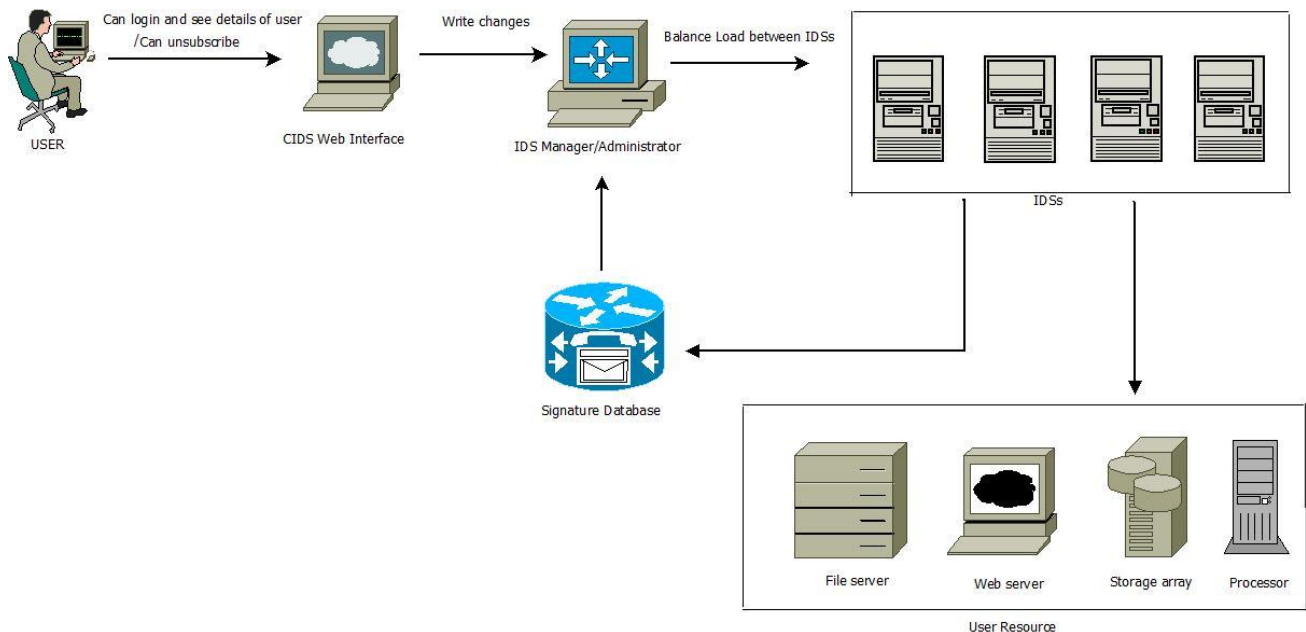 Can login and see details of user
/Can unsubscribe
Write changes
Balance Load between IDSs
USER
CIDS Web Interface
IDS Manager/Administrator
IDSs
Signature Database
File server
Web server
Storage array
Processor
User Resource